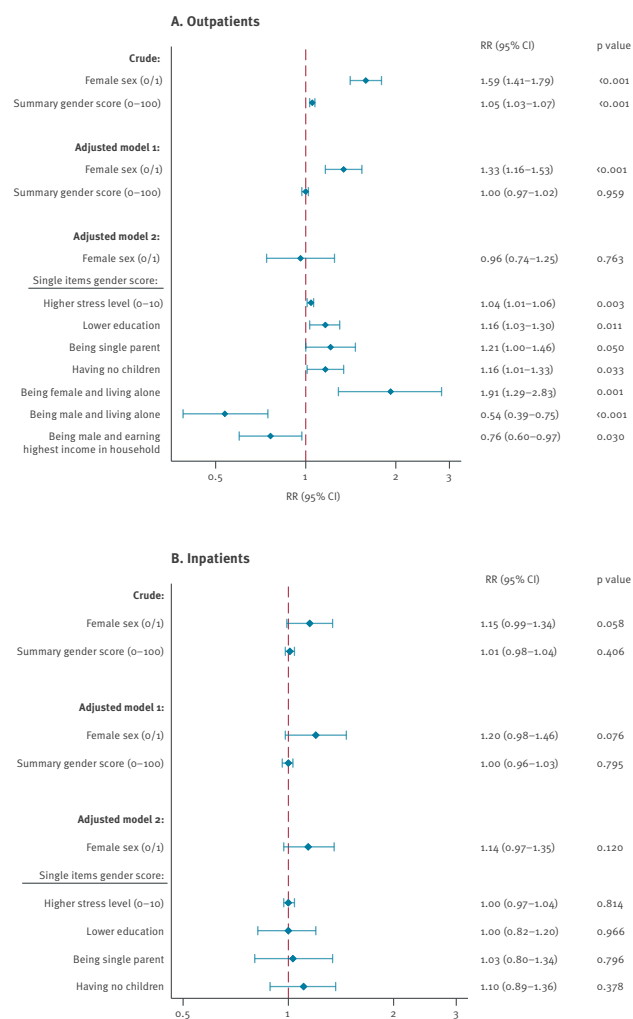 A. Outpatients
RR (95% CI) p value
Crude:
Female sex (0/1) 1.59 (1.41–1.79) <0.001
Summary gender score (0–100) 1.05 (1.03–1.07) <0.001
Adjusted model 1:
Female sex (0/1) 1.33 (1.16–1.53) <0.001
Summary gender score (0–100) 1.00 (0.97–1.02) 0.959
Adjusted model 2:
Female sex (0/1) 0.96 (0.74–1.25) 0.763
Single items gender score:
Higher stress level (0–10) 1.04 (1.01–1.06) 0.003
Lower education 1.16 (1.03–1.30) 0.011
Being single parent 1.21 (1.00–1.46) 0.050
Having no children 1.16 (1.01–1.33) 0.033
Being female and living alone 1.91 (1.29–2.83) 0.001
Being male and living alone 0.54 (0.39–0.75) <0.001
Being male and earning 0.76 (0.60–0.97) 0.030
highest income in household
0.5 1 2 3
RR (95% CI)
B. Inpatients
RR (95% CI) p value
Crude:
Female sex (0/1) 1.15 (0.99–1.34) 0.058
Summary gender score (0–100) 1.01 (0.98–1.04) 0.406
Adjusted model 1:
Female sex (0/1) 1.20 (0.98–1.46) 0.076
Summary gender score (0–100) 1.00 (0.96–1.03) 0.795
Adjusted model 2:
Female sex (0/1) 1.14 (0.97–1.35) 0.120
Single items gender score:
Higher stress level (0–10) 1.00 (0.97–1.04) 0.814
Lower education 1.00 (0.82–1.20) 0.966
Being single parent 1.03 (0.80–1.34) 0.796
Having no children 1.10 (0.89–1.36) 0.378
0.5 1 2 3